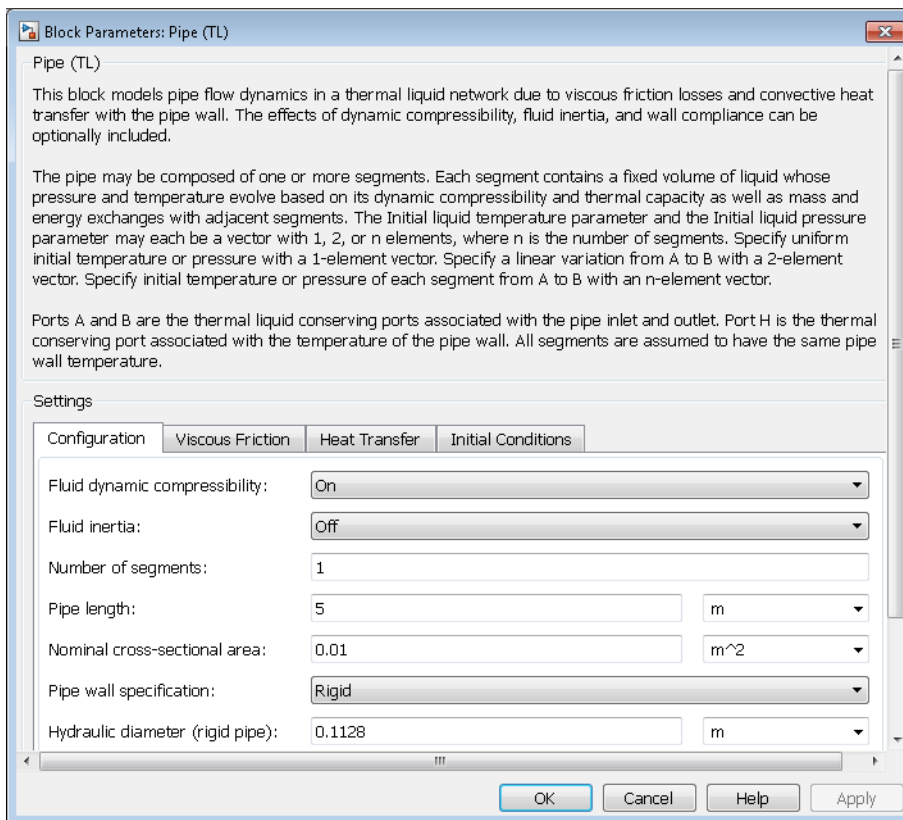 Block Parameters: Pipe (TL)
Pipe (TL)
This block models pipe flow dynamics in a thermal liquid network due to viscous friction losses and convective heat
transfer with the pipe wall. The effects of dynamic compressibility, fluid inertia, and wall compliance can be
optionally included.
The pipe may be composed of one or more segments. Each segment contains a fixed volume of liquid whose
pressure and temperature evolve based on its dynamic compressibility and thermal capacity as well as mass and
energy exchanges with adjacent segments. The Initial liquid temperature parameter and the Initial liquid pressure
parameter may each be a vector with 1, 2, or n elements, where n is the number of segments. Specify uniform
initial temperature or pressure with a 1-element vector. Specify a linear variation from A to B with a 2-element
vector. Specify initial temperature or pressure of each segment from A to B with an n-element vector.
Ports A and B are the thermal liquid conserving ports associated with the pipe inlet and outlet. Port H is the thermal
conserving port associated with the temperature of the pipe wall. All segments are assumed to have the same pipe
wall temperature.
Settings
Configuration Viscous Friction Heat Transfer Initial Conditions
Fluid dynamic compressibility: On
Fluid inertia: Off
Number of segments: 1
Pipe length: 5 m
Nominal cross-sectional area: 0.01 m^2
Pipe wall specification: Rigid
Hydraulic diameter (rigid pipe): 0.1128 m
OK Cancel Help Apply